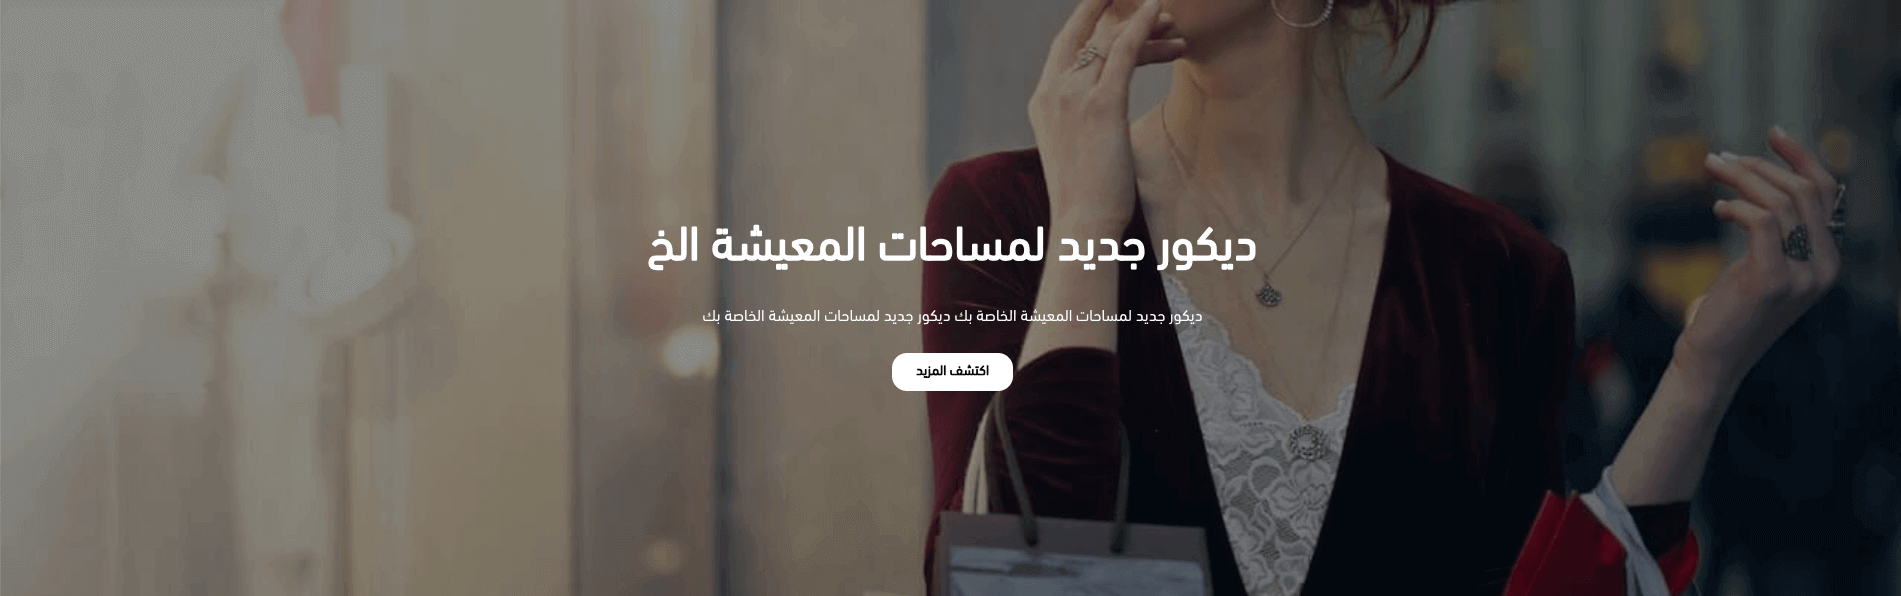 ديكور جديد لمساحات المعيشة الخ
ديكور جديد لمساحات المعيشة الخاصة بك ديكور جديد لمساحات المعيشة الخاصة بك
اكتشف المزيد